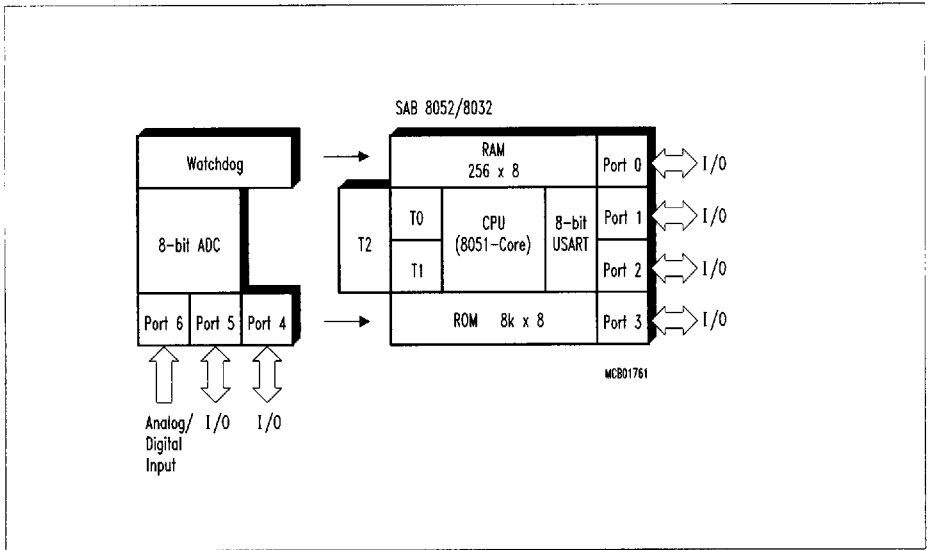 SAB 8052/8032
Watchdog
8-bit ADC
Port 6
Port 5
Port 4
Analog/
Digital
Input
I/O
I/O
T2
T0
T1
RAM
256 x 8
CPU
(8051-Core)
8-bit
USART
ROM 8k x 8
Port 0
Port 1
Port 2
Port 3
I/O
I/O
I/O
I/O
MCB01761